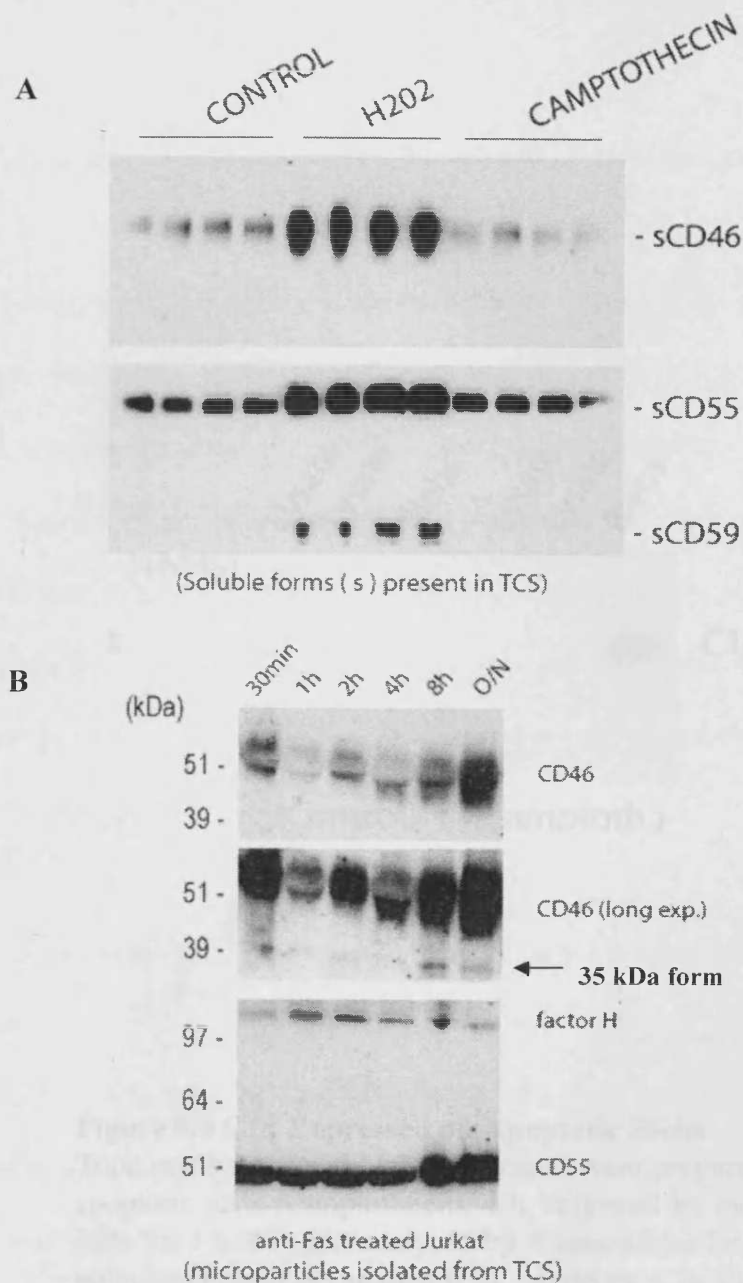 A
CONTROL
H202
CAMPTOTHECIN
- sCD46
- sCD55
- sCD59
(Soluble forms ( s ) present in TCS)
B
(kDa)
30min 1h 2h 4h 8h O/N
51 -
CD46
39 -
51 -
CD46 (long exp.)
39 -
35 kDa form
factor H
97 -
64 -
51 -
CD55
anti-Fas treated Jurkat
(microparticles isolated from TCS)